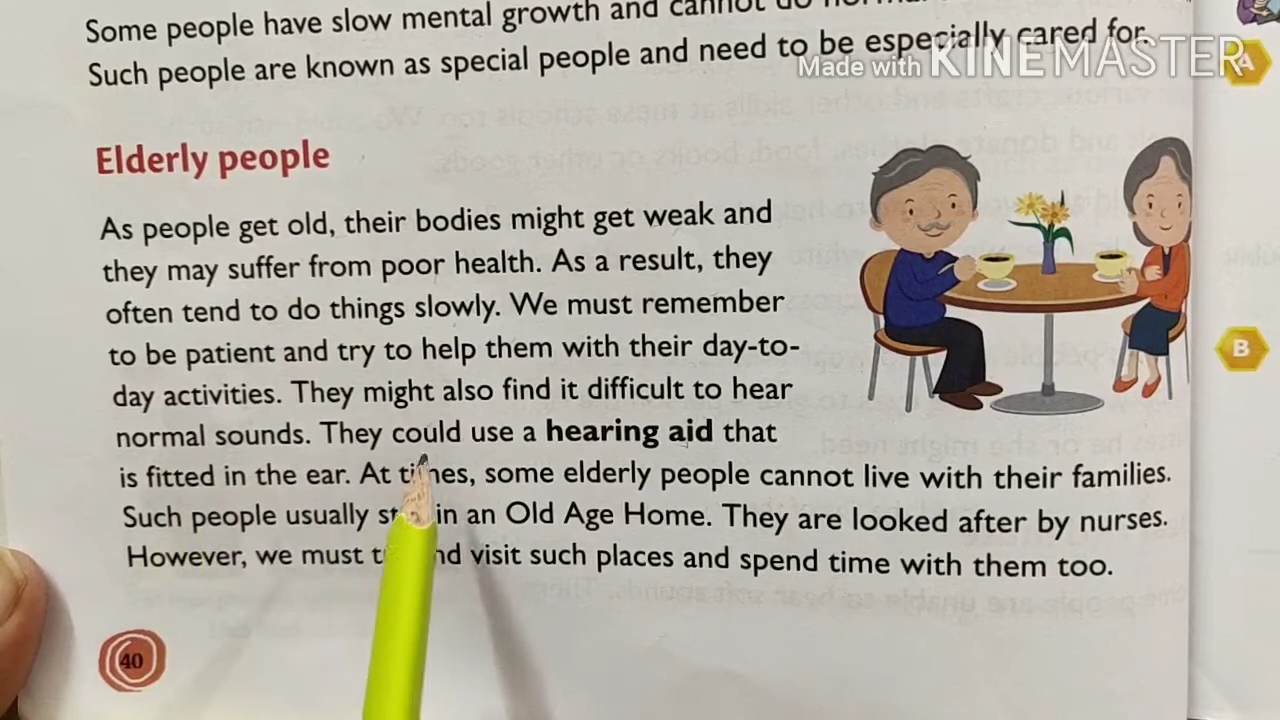 Some people have slow mental growth and cannot do
Such people are known as special people and need to be especially cared for.
Made with KINEMASTER
A
Elderly people
As people get old, their bodies might get weak and
they may suffer from poor health. As a result, they
often tend to do things slowly. We must remember
to be patient and try to help them with their day-to-
day activities. They might also find it difficult to hear
normal sounds. They could use a hearing aid that
is fitted in the ear. At times, some elderly people cannot live with their families.
Such people usually stay in an Old Age Home. They are looked after by nurses.
However, we must try and visit such places and spend time with them too.
B
40